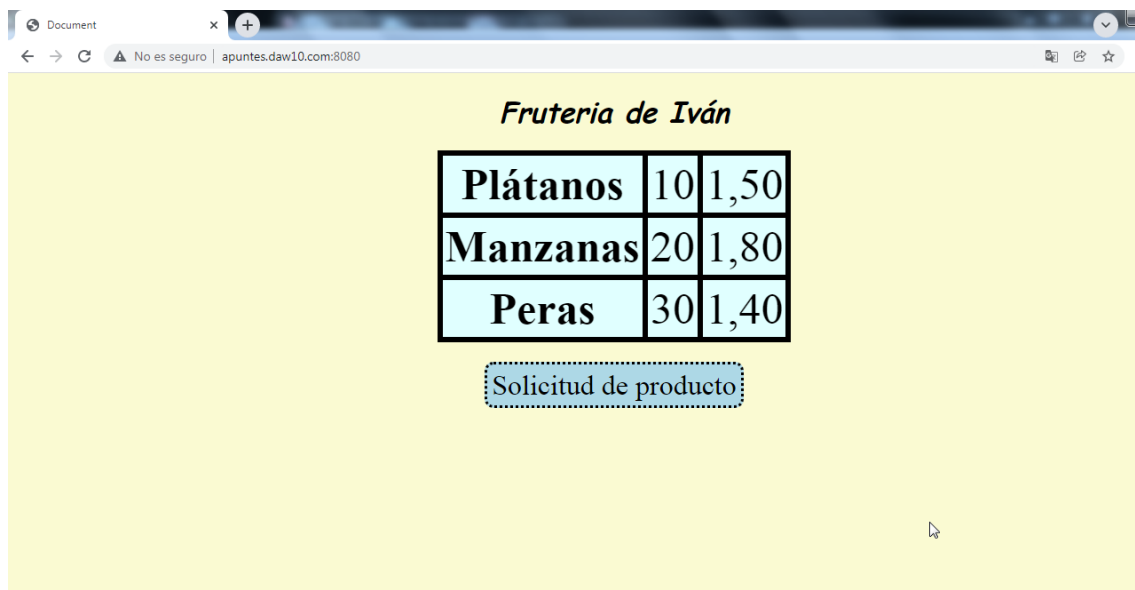 Document
No es seguro apuntes.daw10.com:8080
Fruteria de Iván
Plátanos 10 1,50
Manzanas 20 1,80
Peras 30 1,40
Solicitud de producto